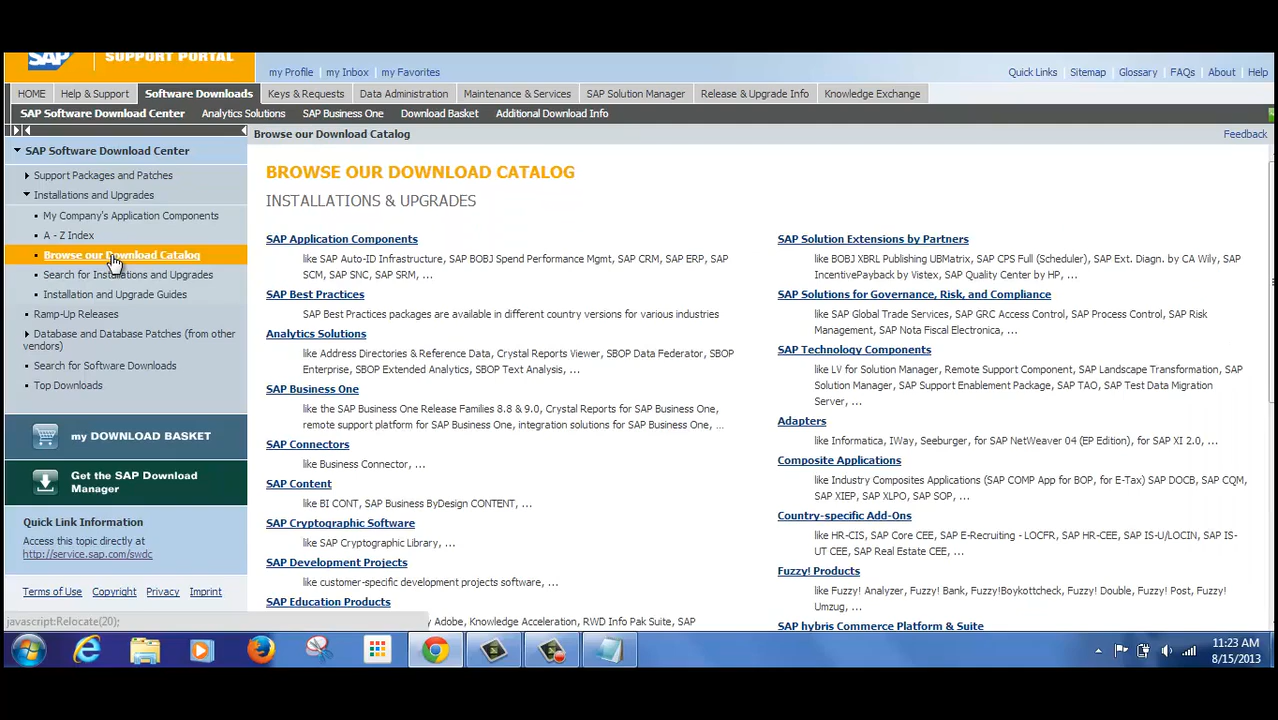 SAP SUPPORT PORTAL
my Profile my Inbox my Favorites Quick Links Sitemap Glossary FAQs About Help
HOME Help & Support Software Downloads Keys & Requests Data Administration Maintenance & Services SAP Solution Manager Release & Upgrade Info Knowledge Exchange
SAP Software Download Center Analytics Solutions SAP Business One Download Basket Additional Download Info
Browse our Download Catalog Feedback
SAP Software Download Center
Support Packages and Patches
Installations and Upgrades
My Company's Application Components
A - Z Index
Browse our Download Catalog
Search for Installations and Upgrades
Installation and Upgrade Guides
Ramp-Up Releases
Database and Database Patches (from other
vendors)
Search for Software Downloads
Top Downloads
my DOWNLOAD BASKET
Get the SAP Download
Manager
Quick Link Information
Access this topic directly at
http://service.sap.com/swdc
Terms of Use Copyright Privacy Imprint
javascript:Relocate(20);
BROWSE OUR DOWNLOAD CATALOG
INSTALLATIONS & UPGRADES
SAP Application Components
like SAP Auto-ID Infrastructure, SAP BOBJ Spend Performance Mgmt, SAP CRM, SAP ERP, SAP
SCM, SAP SNC, SAP SRM, ...
SAP Best Practices
SAP Best Practices packages are available in different country versions for various industries
Analytics Solutions
like Address Directories & Reference Data, Crystal Reports Viewer, SBOP Data Federator, SBOP
Enterprise, SBOP Extended Analytics, SBOP Text Analysis, ...
SAP Business One
like the SAP Business One Release Families 8.8 & 9.0, Crystal Reports for SAP Business One,
remote support platform for SAP Business One, integration solutions for SAP Business One, ...
SAP Connectors
like Business Connector, ...
SAP Content
like BI CONT, SAP Business ByDesign CONTENT, ...
SAP Cryptographic Software
like SAP Cryptographic Library, ...
SAP Development Projects
like customer-specific development projects software, ...
SAP Education Products
y Adobe, Knowledge Acceleration, RWD Info Pak Suite, SAP
SAP Solution Extensions by Partners
like BOBJ XBRL Publishing UBMatrix, SAP CPS Full (Scheduler), SAP Ext. Diagn. by CA Wily, SAP
IncentivePayback by Vistex, SAP Quality Center by HP, ...
SAP Solutions for Governance, Risk, and Compliance
like SAP Global Trade Services, SAP GRC Access Control, SAP Process Control, SAP Risk
Management, SAP Nota Fiscal Electronica, ...
SAP Technology Components
like LV for Solution Manager, Remote Support Component, SAP Landscape Transformation, SAP
Solution Manager, SAP Support Enablement Package, SAP TAO, SAP Test Data Migration
Server, ...
Adapters
like Informatica, IWay, Seeburger, for SAP NetWeaver 04 (EP Edition), for SAP XI 2.0, ...
Composite Applications
like Industry Composite Applications (SAP COMP App for BOP, for E-Tax) SAP DOCB, SAP CQM,
SAP XIEP, SAP XLPO, SAP SOP, ...
Country-specific Add-Ons
like HR-CIS, SAP Core CEE, SAP E-Recruiting - LOCFR, SAP HR-CEE, SAP IS-U/LOCIN, SAP IS-
UT CEE, SAP Real Estate CEE, ...
Fuzzy! Products
like Fuzzy! Analyzer, Fuzzy! Bank, Fuzzy!Boykottcheck, Fuzzy! Double, Fuzzy! Post, Fuzzy!
Umzug, ...
SAP hybris Commerce Platform & Suite
11:23 AM
8/15/2013